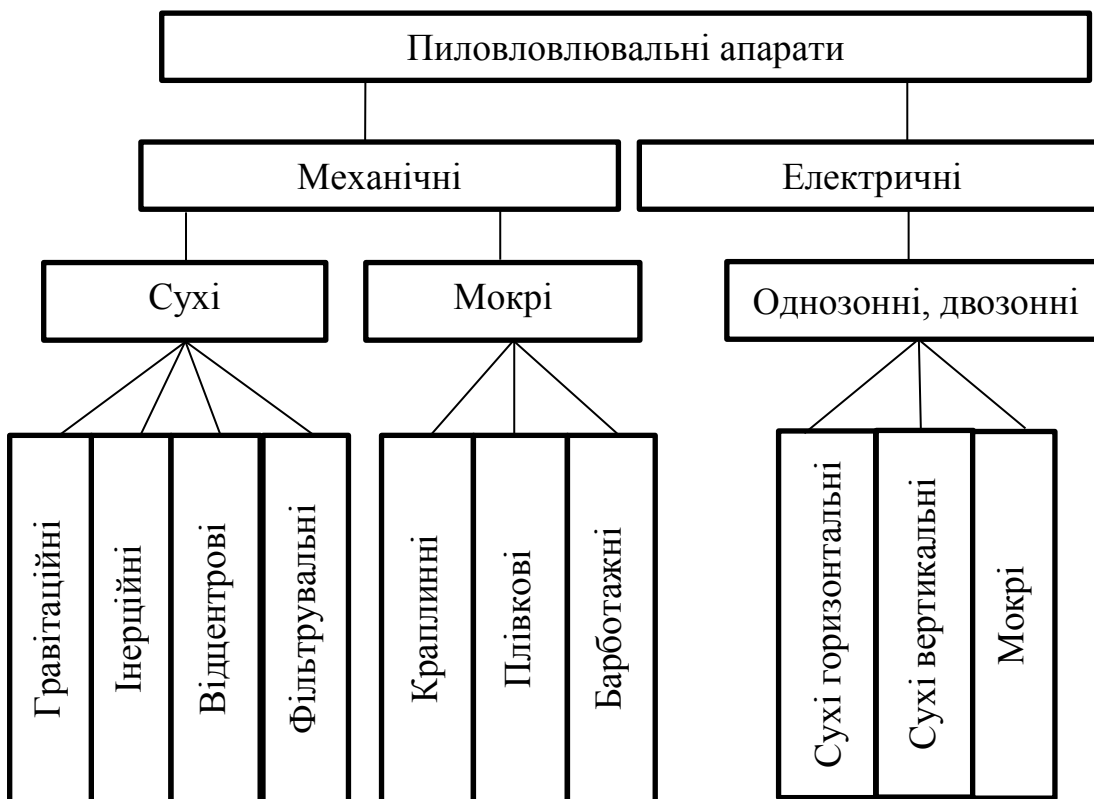 Пиловловлювальні апарати
Механічні
Електричні
Сухі
Мокрі
Однозонні, двозонні
Гравітаційні
Інерційні
Відцентрові
Фільтрувальні
Краплинні
Плівкові
Барботажні
Сухі горизонтальні
Сухі вертикальні
Мокрі